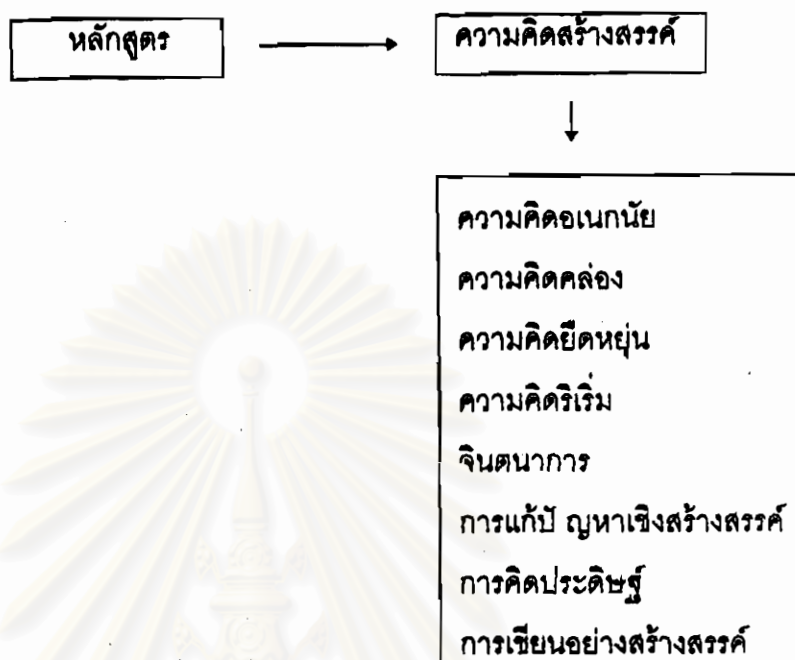 หลักสูตร
ความคิดสร้างสรรค์
ความคิดอเนกนัย
ความคิดคล่อง
ความคิดยืดหยุ่น
ความคิดริเริ่ม
จินตนาการ
การแก้ปั ญหาเชิงสร้างสรรค์
การคิดประดิษฐ์
การเขียนอย่างสร้างสรรค์